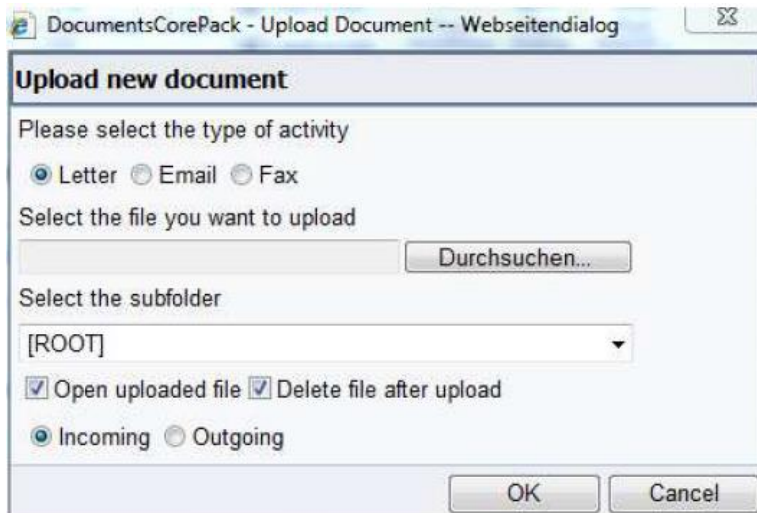 DocumentsCorePack - Upload Document -- Webseitendialog
Upload new document
Please select the type of activity
Letter Email Fax
Select the file you want to upload
Durchsuchen...
Select the subfolder
[ROOT]
Open uploaded file Delete file after upload
Incoming Outgoing
OK Cancel